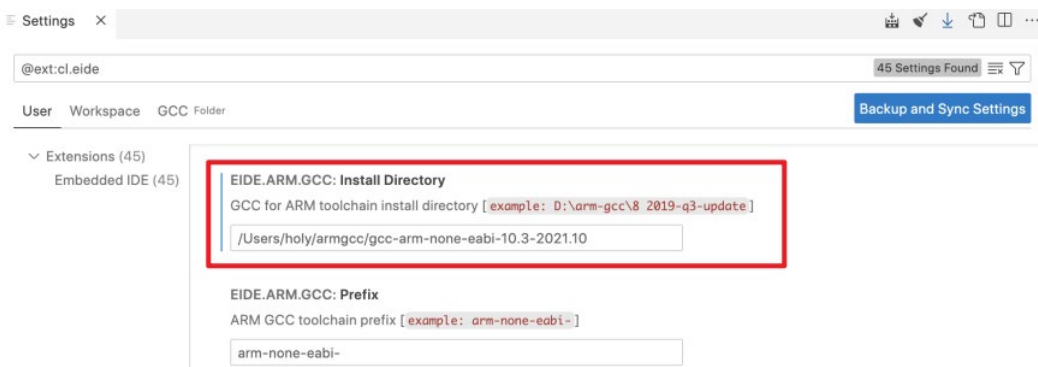 Settings
@ext:cl.eide
45 Settings Found
User Workspace GCC Folder
Backup and Sync Settings
Extensions (45)
Embedded IDE (45)
EIDE.ARM.GCC: Install Directory
GCC for ARM toolchain install directory [example: D:\arm-gcc\8 2019-q3-update]
/Users/holy/armgcc/gcc-arm-none-eabi-10.3-2021.10
EIDE.ARM.GCC: Prefix
ARM GCC toolchain prefix [example: arm-none-eabi-]
arm-none-eabi-